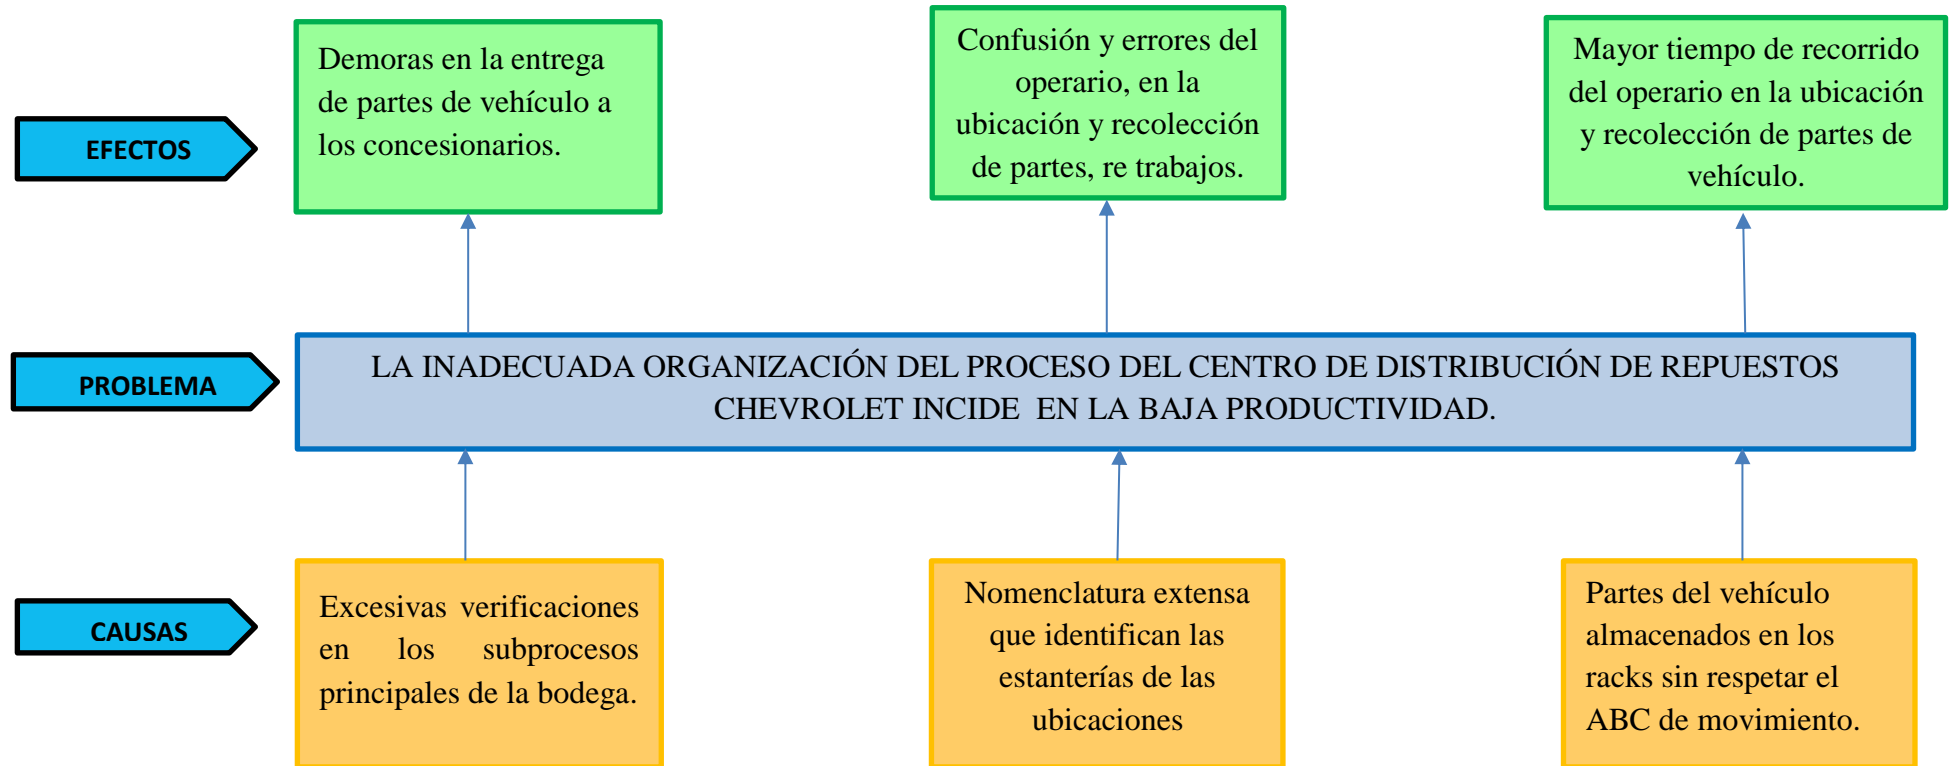 EFECTOS
Demoras en la entrega
de partes de vehículo a
los concesionarios.
Confusión y errores del
operario, en la
ubicación y recolección
de partes, re trabajos.
Mayor tiempo de recorrido
del operario en la ubicación
y recolección de partes de
vehículo.
PROBLEMA
LA INADECUADA ORGANIZACIÓN DEL PROCESO DEL CENTRO DE DISTRIBUCIÓN DE REPUESTOS
CHEVROLET INCIDE EN LA BAJA PRODUCTIVIDAD.
CAUSAS
Excesivas verificaciones
en los subprocesos
principales de la bodega.
Nomenclatura extensa
que identifican las
estanterías de las
ubicaciones
Partes del vehículo
almacenados en los
racks sin respetar el
ABC de movimiento.